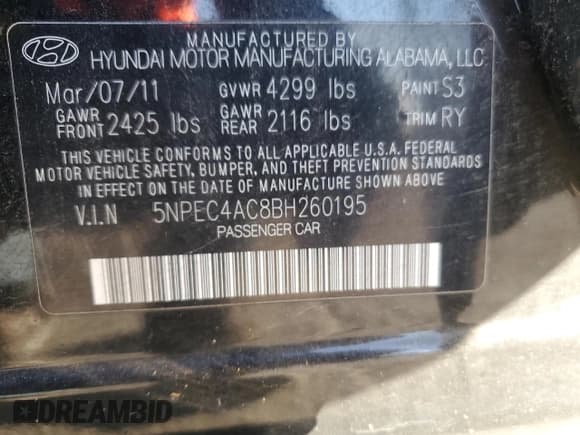 MANUFACTURED BY
HYUNDAI MOTOR MANUFACTURING ALABAMA, LLC
Mar/07/11 GVWR 4299 lbs PAINT S3
GAWR FRONT 2425 lbs GAWR REAR 2116 lbs TRIM RY
THIS VEHICLE CONFORMS TO ALL APPLICABLE U.S.A. FEDERAL
MOTOR VEHICLE SAFETY, BUMPER, AND THEFT PREVENTION STANDARDS
IN EFFECT ON THE DATE OF MANUFACTURE SHOWN ABOVE.
V.I.N 5NPEC4AC8BH260195
PASSENGER CAR
DREAMBID